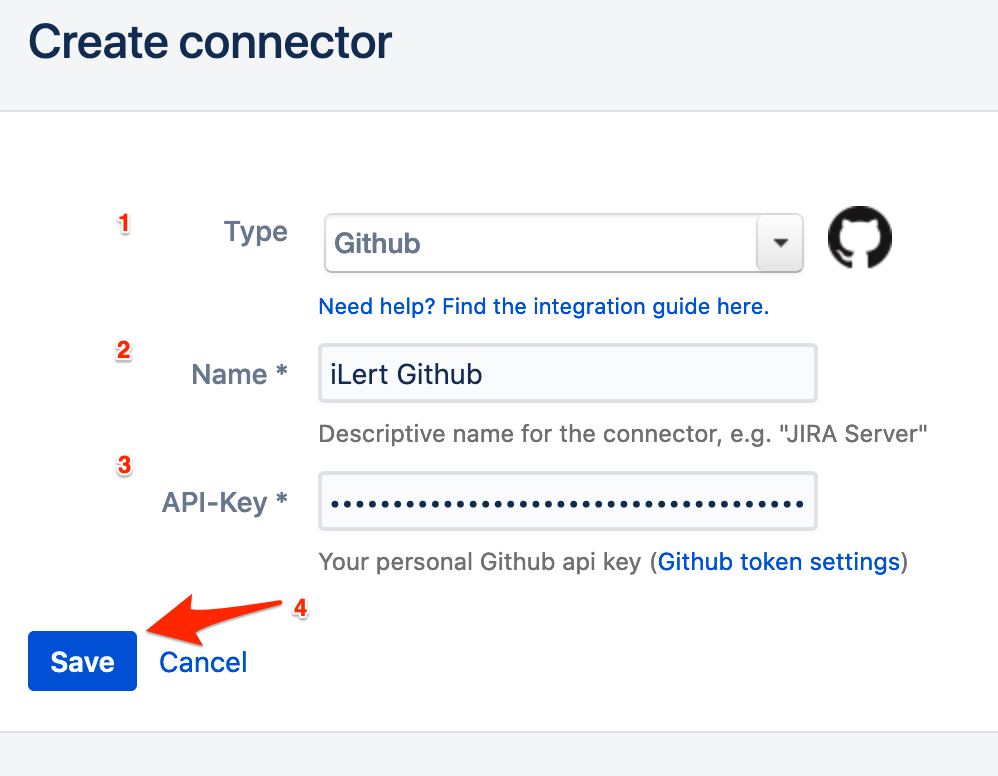 Create connector
1
Type
Github
Need help? Find the integration guide here.
2
Name *
iLert Github
Descriptive name for the connector, e.g. "JIRA Server"
3
API-Key *
••••••••••••••••••••••••••••••••••••••
Your personal Github api key (Github token settings)
4
Save
Cancel